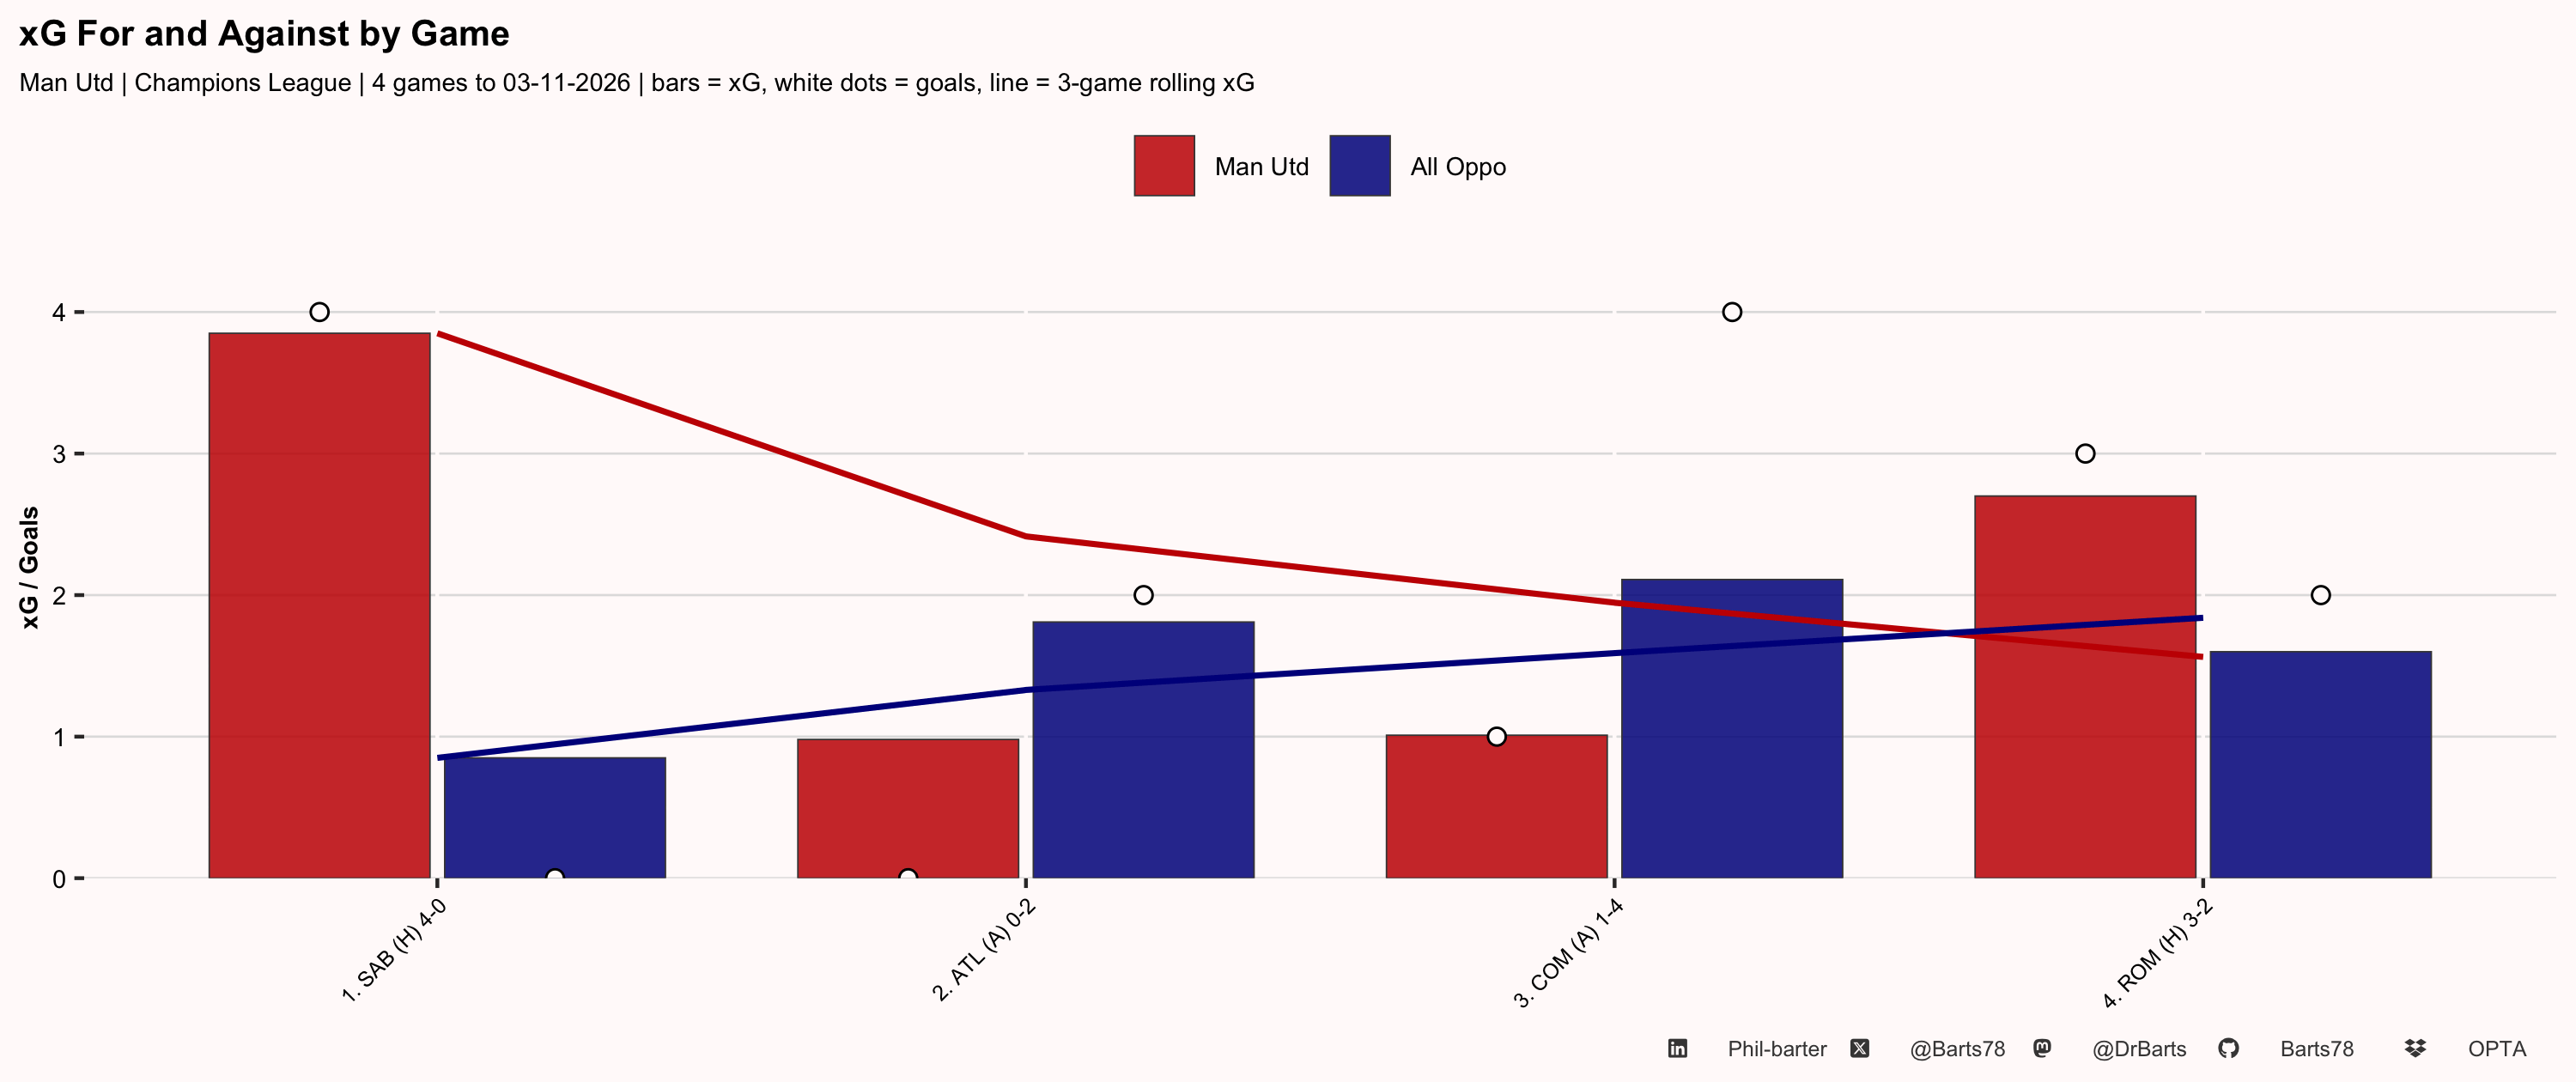 xG For and Against by Game
Man Utd | Champions League | 4 games to 03-11-2026 | bars = xG, white dots = goals, line = 3-game rolling xG
Man Utd All Oppo
xG / Goals
4
3
2
1
0
1. SAB (H) 4-0
2. ATL (A) 0-2
3. COM (A) 1-4
4. ROM (H) 3-2
Phil-barter @Barts78 @DrBarts Barts78 OPTA